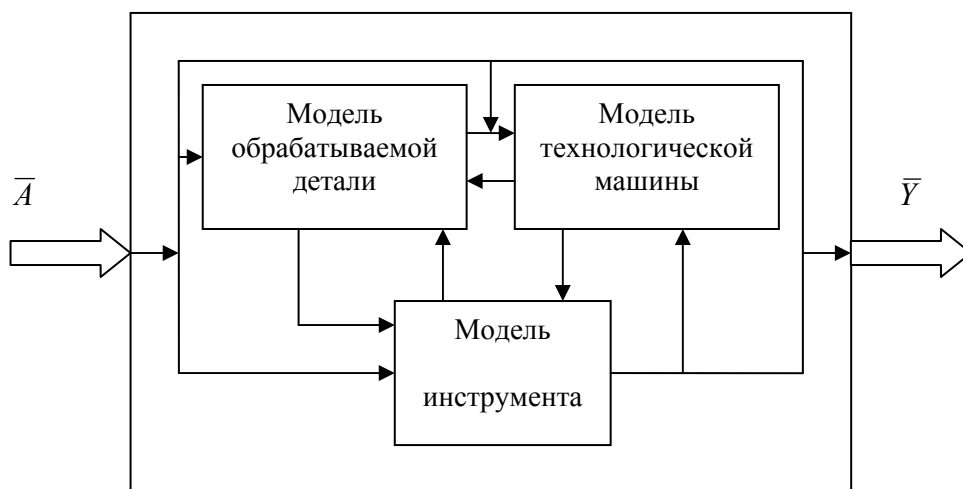 Модель
обрабатываемой
детали
Модель
технологической
машины
A̅
Y̅
Модель
инструмента